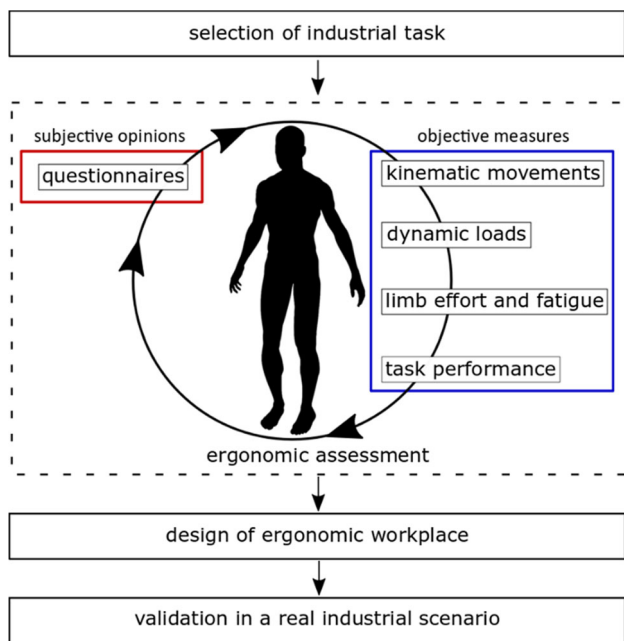 selection of industrial task
subjective opinions
questionnaires
objective measures
kinematic movements
dynamic loads
limb effort and fatigue
task performance
ergonomic assessment
design of ergonomic workplace
validation in a real industrial scenario